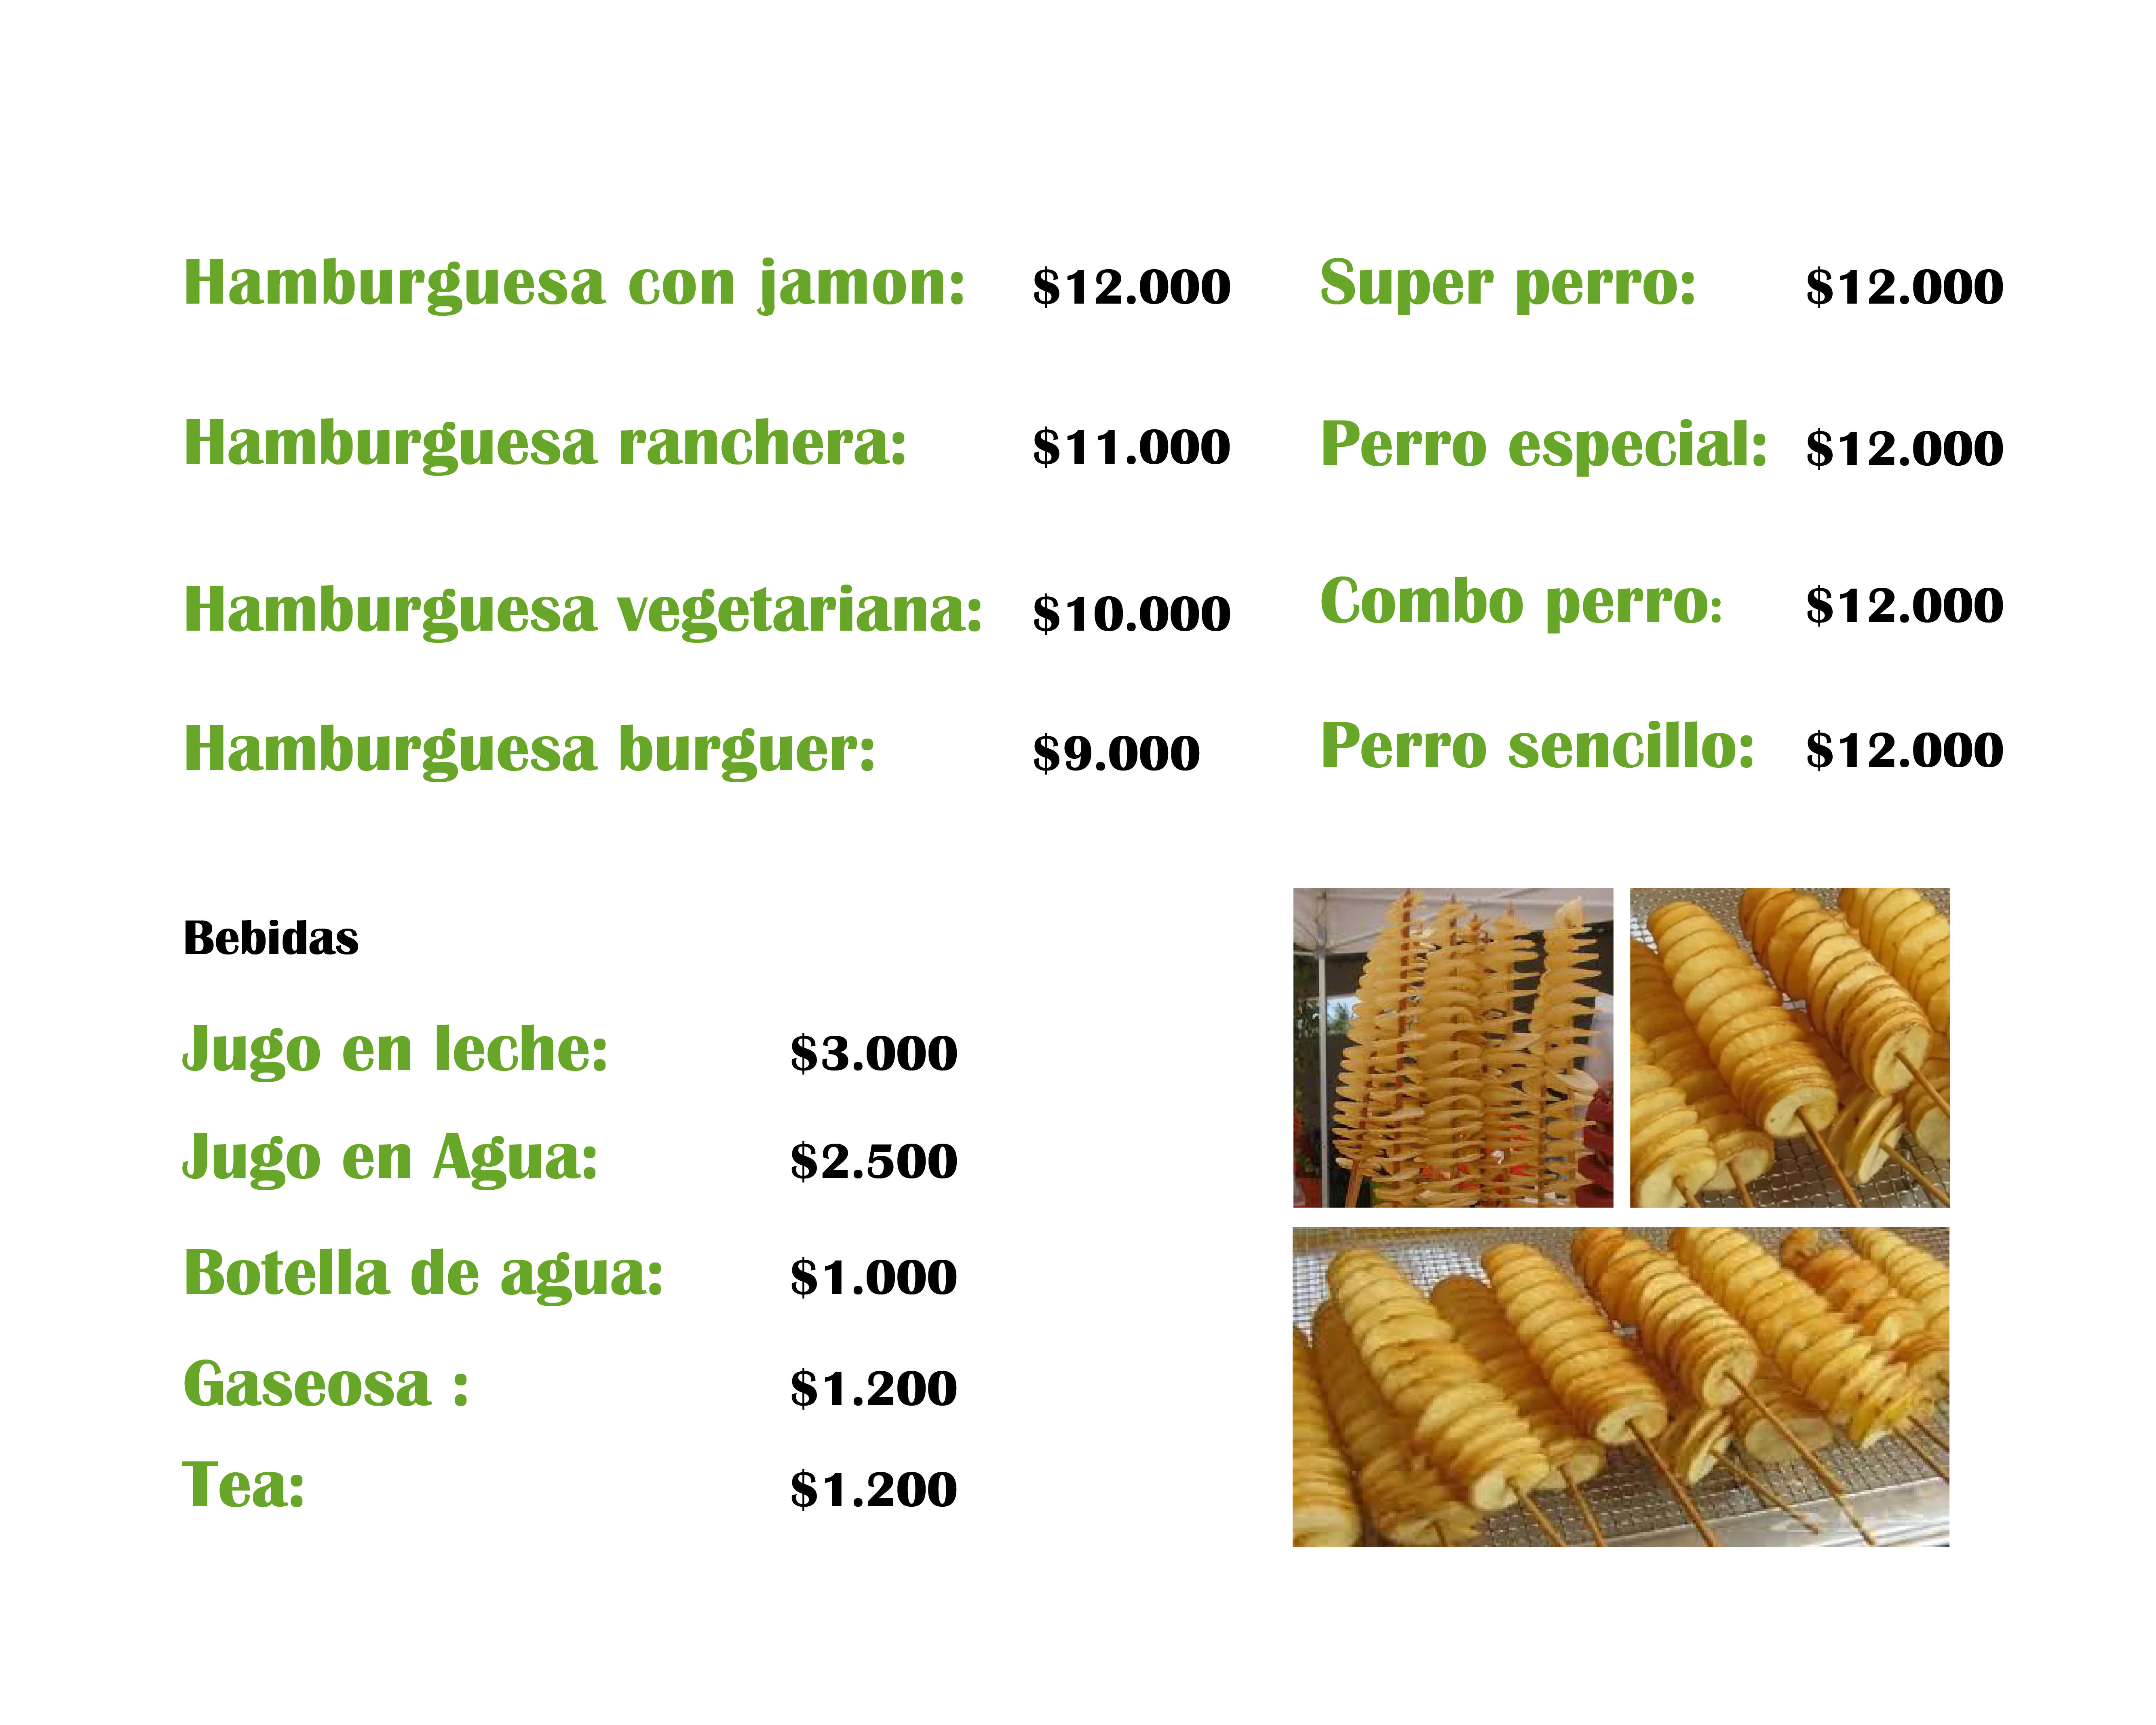 Hamburguesa con jamon: $12.000
Hamburguesa ranchera: $11.000
Hamburguesa vegetariana: $10.000
Hamburguesa burguer: $9.000
Super perro: $12.000
Perro especial: $12.000
Combo perro: $12.000
Perro sencillo: $12.000
Bebidas
Jugo en leche: $3.000
Jugo en Agua: $2.500
Botella de agua: $1.000
Gaseosa : $1.200
Tea: $1.200